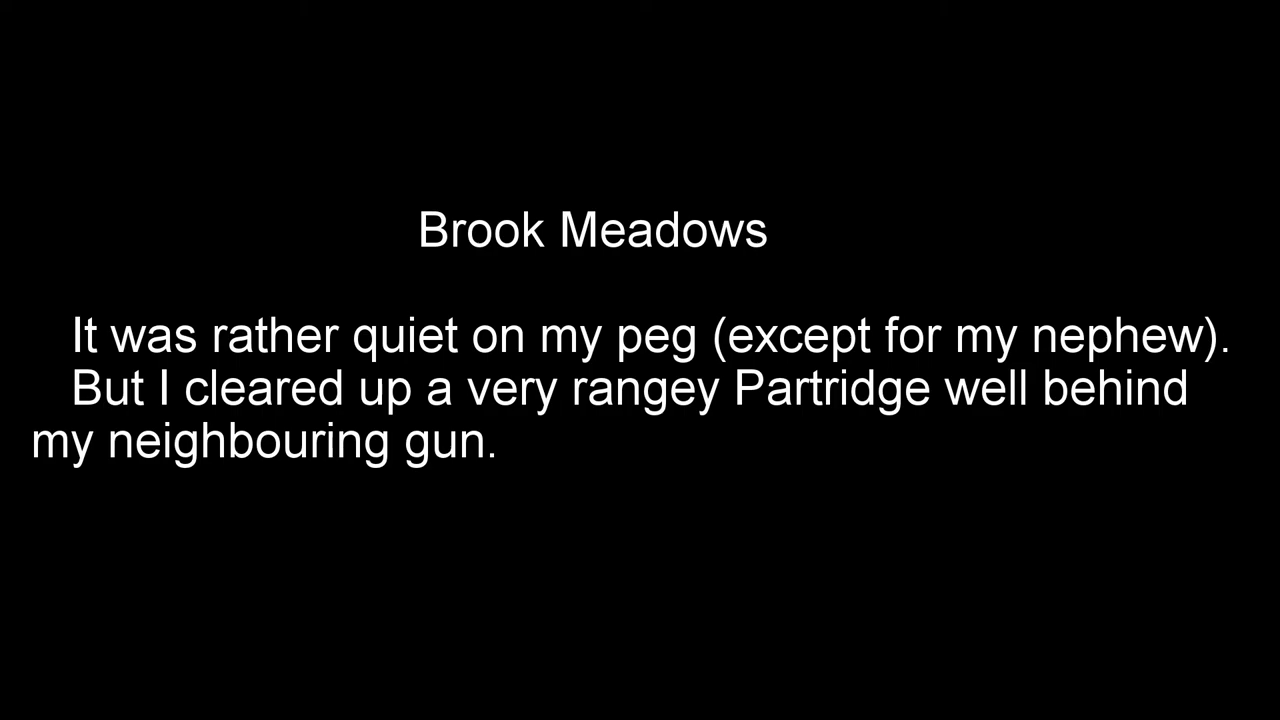 Brook Meadows
It was rather quiet on my peg (except for my nephew).
But I cleared up a very rangey Partridge well behind
my neighbouring gun.